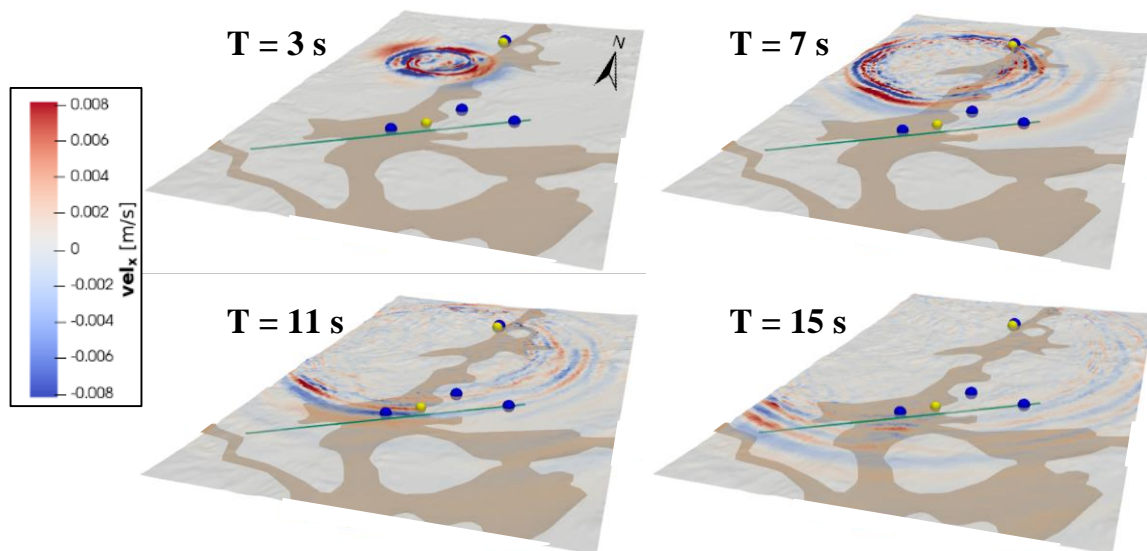 T = 3 s
N
T = 7 s
0.008
0.006
0.004
0.002
0
-0.002
-0.004
-0.006
-0.008
vel_x [m/s]
T = 11 s
T = 15 s